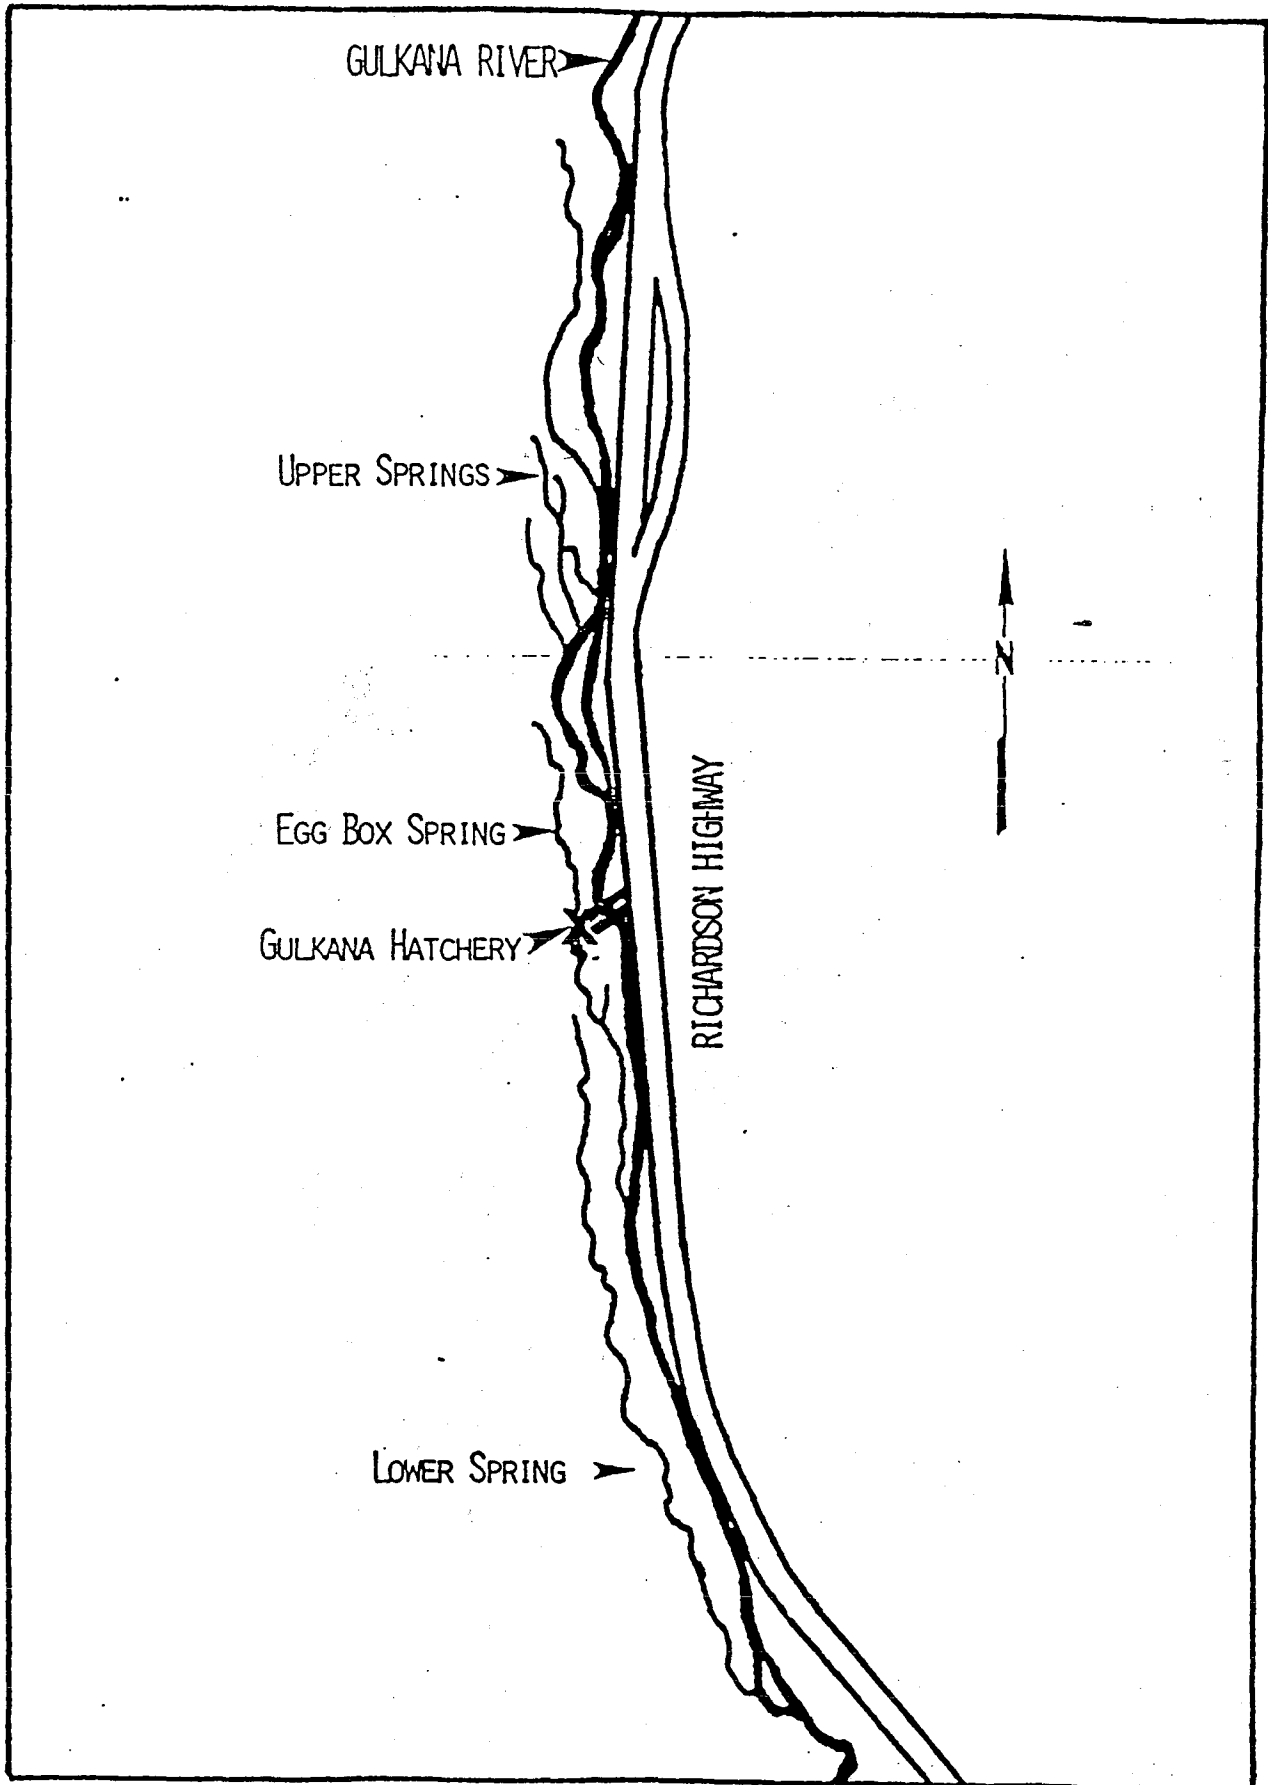 GULKANA RIVER
UPPER SPRINGS
N
EGG BOX SPRING
RICHARDSON HIGHWAY
GULKANA HATCHERY
LOWER SPRING